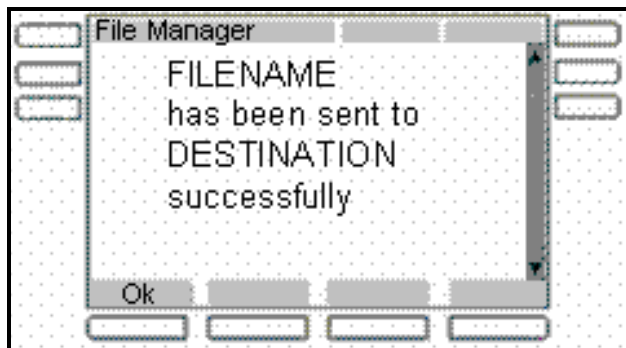 File Manager
FILENAME
has been sent to
DESTINATION
successfully
Ok